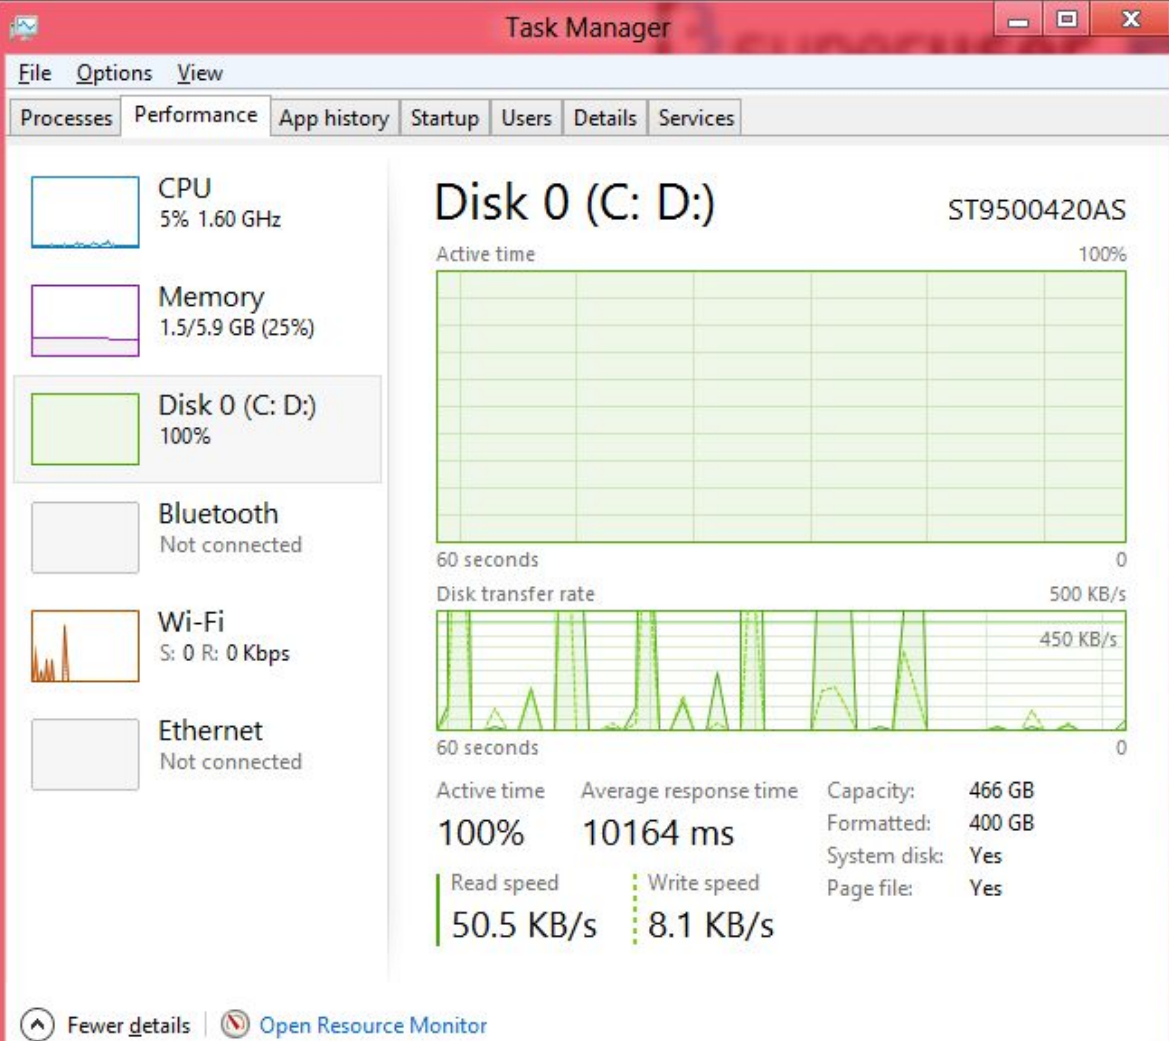 Task Manager
File Options View
Processes Performance App history Startup Users Details Services
CPU
5% 1.60 GHz
Memory
1.5/5.9 GB (25%)
Disk 0 (C: D:)
100%
Bluetooth
Not connected
Wi-Fi
S: 0 R: 0 Kbps
Ethernet
Not connected
Disk 0 (C: D:) ST9500420AS
Active time 100%
60 seconds 0
Disk transfer rate 500 KB/s
450 KB/s
60 seconds 0
Active time Average response time
100% 10164 ms
Read speed Write speed
50.5 KB/s 8.1 KB/s
Capacity: 466 GB
Formatted: 400 GB
System disk: Yes
Page file: Yes
Fewer details Open Resource Monitor